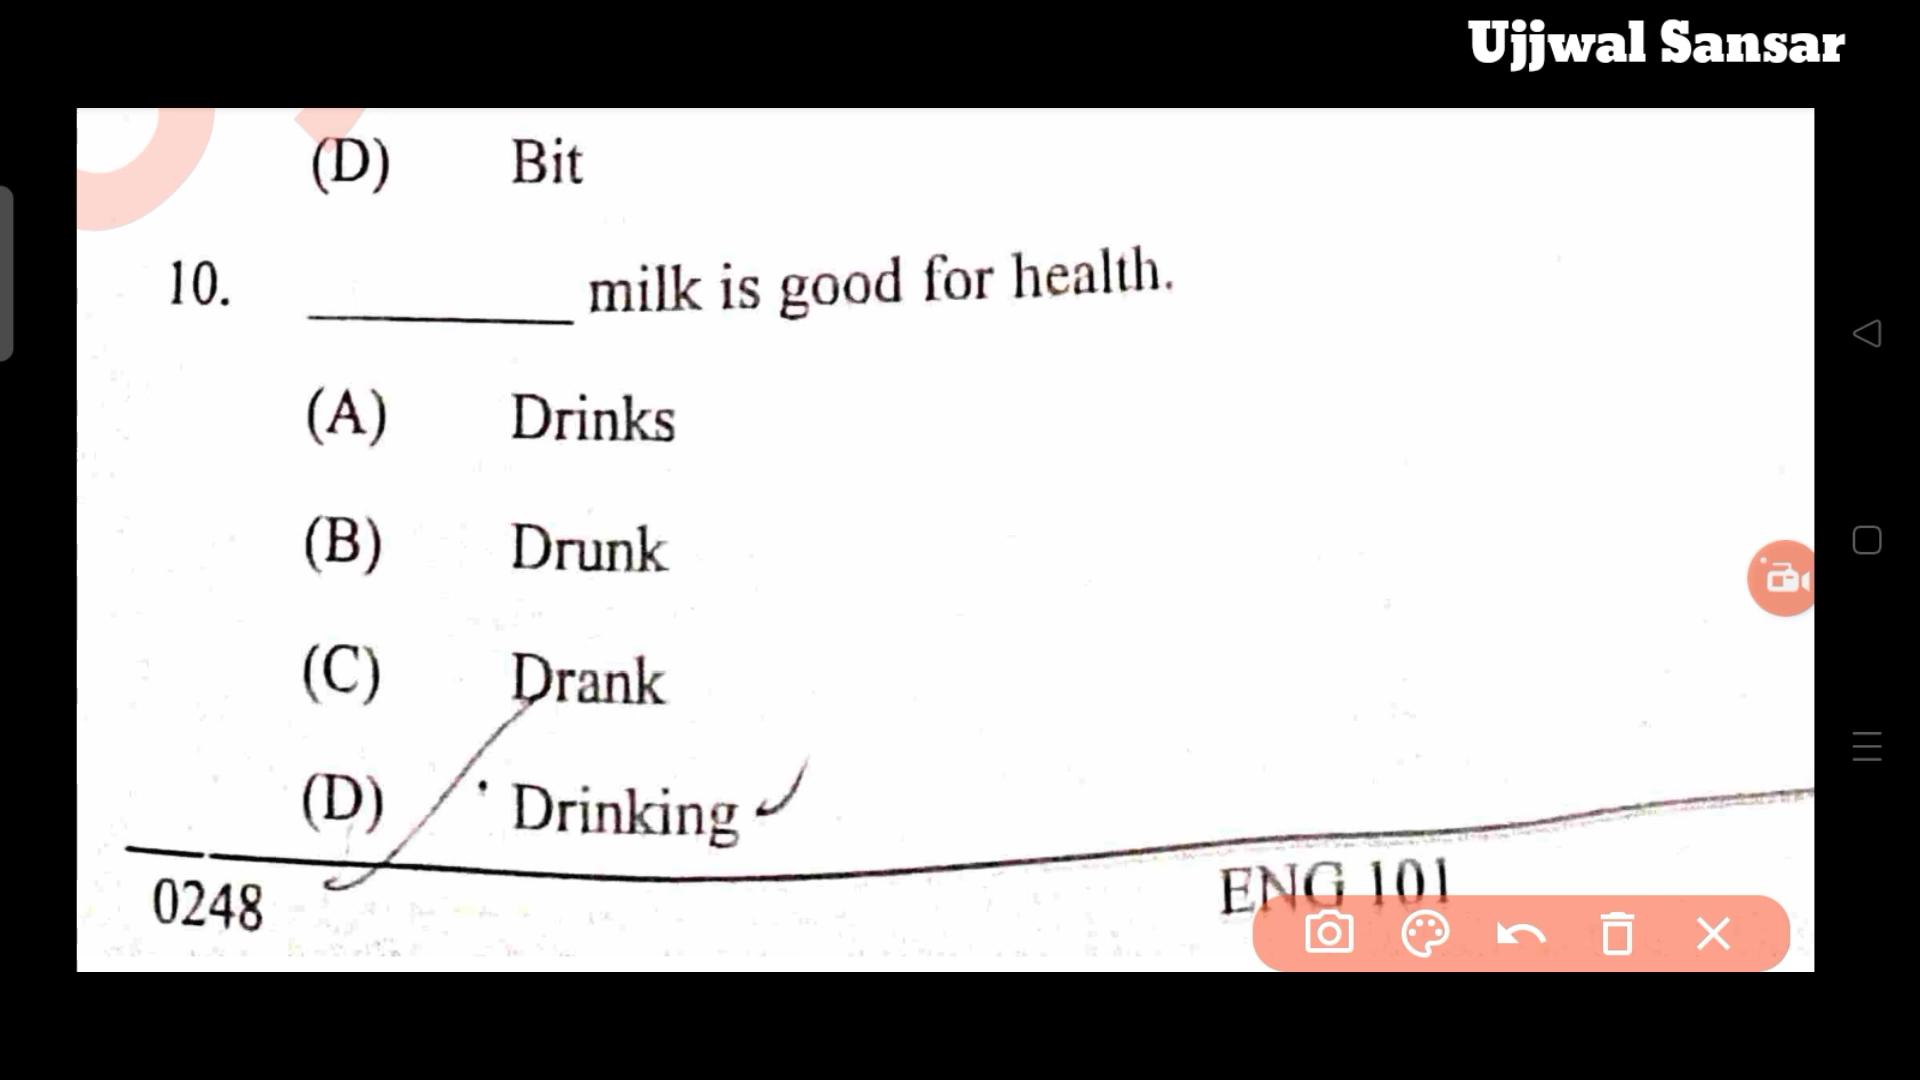 Ujjwal Sansar
(D) Bit
10. ________ milk is good for health.
(A) Drinks
(B) Drunk
(C) Drank
(D) Drinking
0248 ENG 101